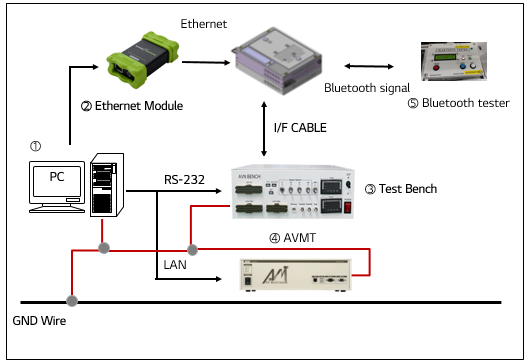 Ethernet
② Ethernet Module
Bluetooth signal
⑤ Bluetooth tester
I/F CABLE
①
PC
RS-232
AVN BENCH
③ Test Bench
④ AVMT
LAN
GND Wire